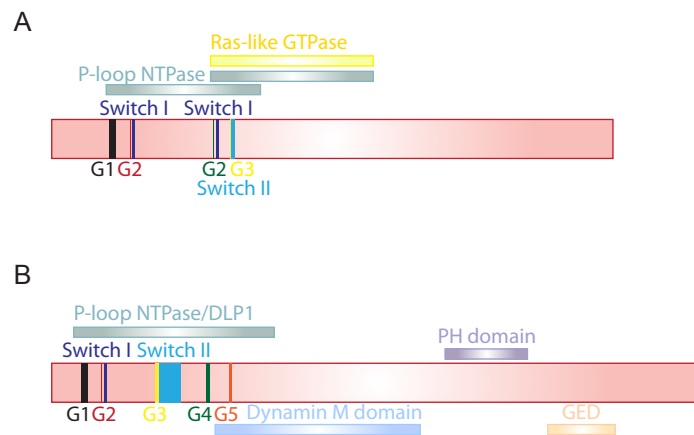 A
Ras-like GTPase
P-loop NTPase
Switch I Switch I
G1 G2 G2 G3
Switch II
B
P-loop NTPase/DLP1
PH domain
Switch I Switch II
G1 G2 G3 G4 G5
Dynamin M domain GED